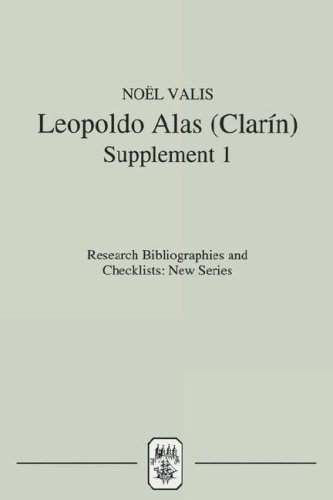 NOËL VALIS
Leopoldo Alas (Clarín)
Supplement 1
Research Bibliographies and
Checklists: New Series